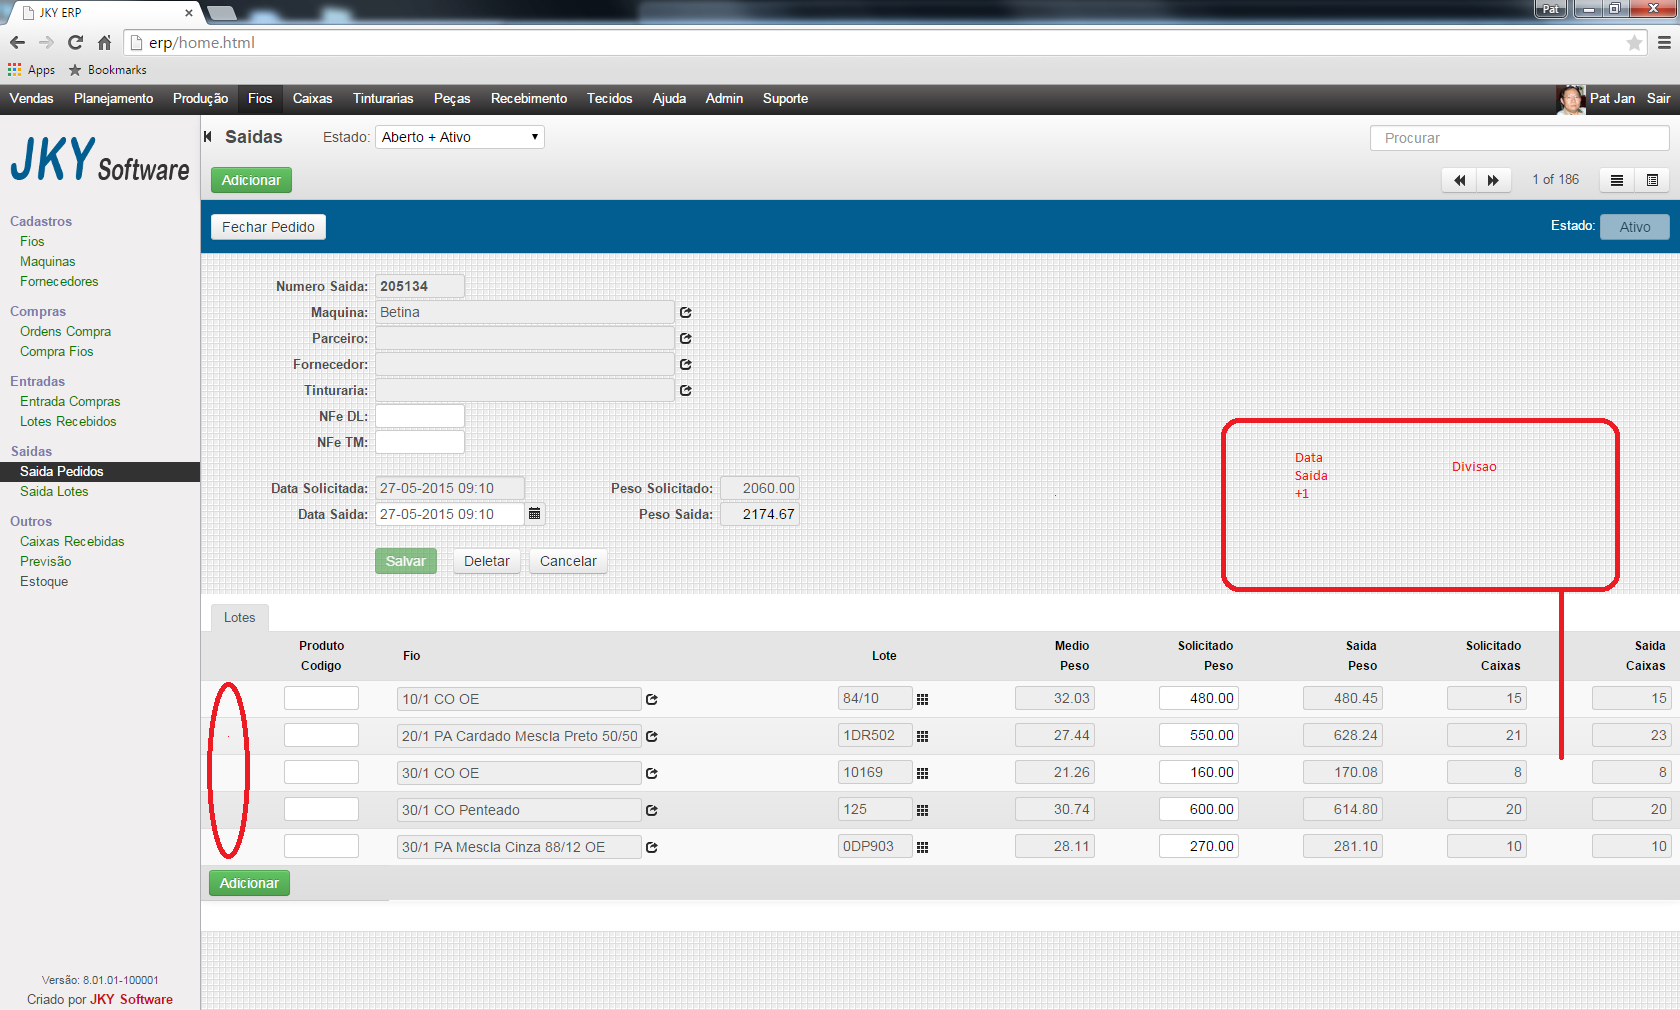 JKY ERP
Pat
erp/home.html
Apps Bookmarks
Vendas Planejamento Produção Fios Caixas Tinturarias Peças Recebimento Tecidos Ajuda Admin Suporte Pat Jan Sair
JKY Software
Cadastros
Fios
Maquinas
Fornecedores
Compras
Ordens Compra
Compra Fios
Entradas
Entrada Compras
Lotes Recebidos
Saidas
Saida Pedidos
Saida Lotes
Outros
Caixas Recebidas
Previsão
Estoque
Versão: 8.01.01-100001
Criado por JKY Software
Saidas Estado: Aberto + Ativo Procurar
Adicionar 1 of 186
Fechar Pedido Estado: Ativo
Numero Saida: 205134
Maquina: Betina
Parceiro:
Fornecedor:
Tinturaria:
NFe DL:
NFe TM:
Data Solicitada: 27-05-2015 09:10 Peso Solicitado: 2060.00
Data Saida: 27-05-2015 09:10 Peso Saida: 2174.67
Salvar Deletar Cancelar
Data
Saida
+1
Divisao
Lotes
Produto Codigo Fio Lote Medio Peso Solicitado Peso Saida Peso Solicitado Caixas Saida Caixas
10/1 CO OE 84/10 32.03 480.00 480.45 15 15
20/1 PA Cardado Mescla Preto 50/50 1DR502 27.44 550.00 628.24 21 23
30/1 CO OE 10169 21.26 160.00 170.08 8 8
30/1 CO Penteado 125 30.74 600.00 614.80 20 20
30/1 PA Mescla Cinza 88/12 OE 0DP903 28.11 270.00 281.10 10 10
Adicionar